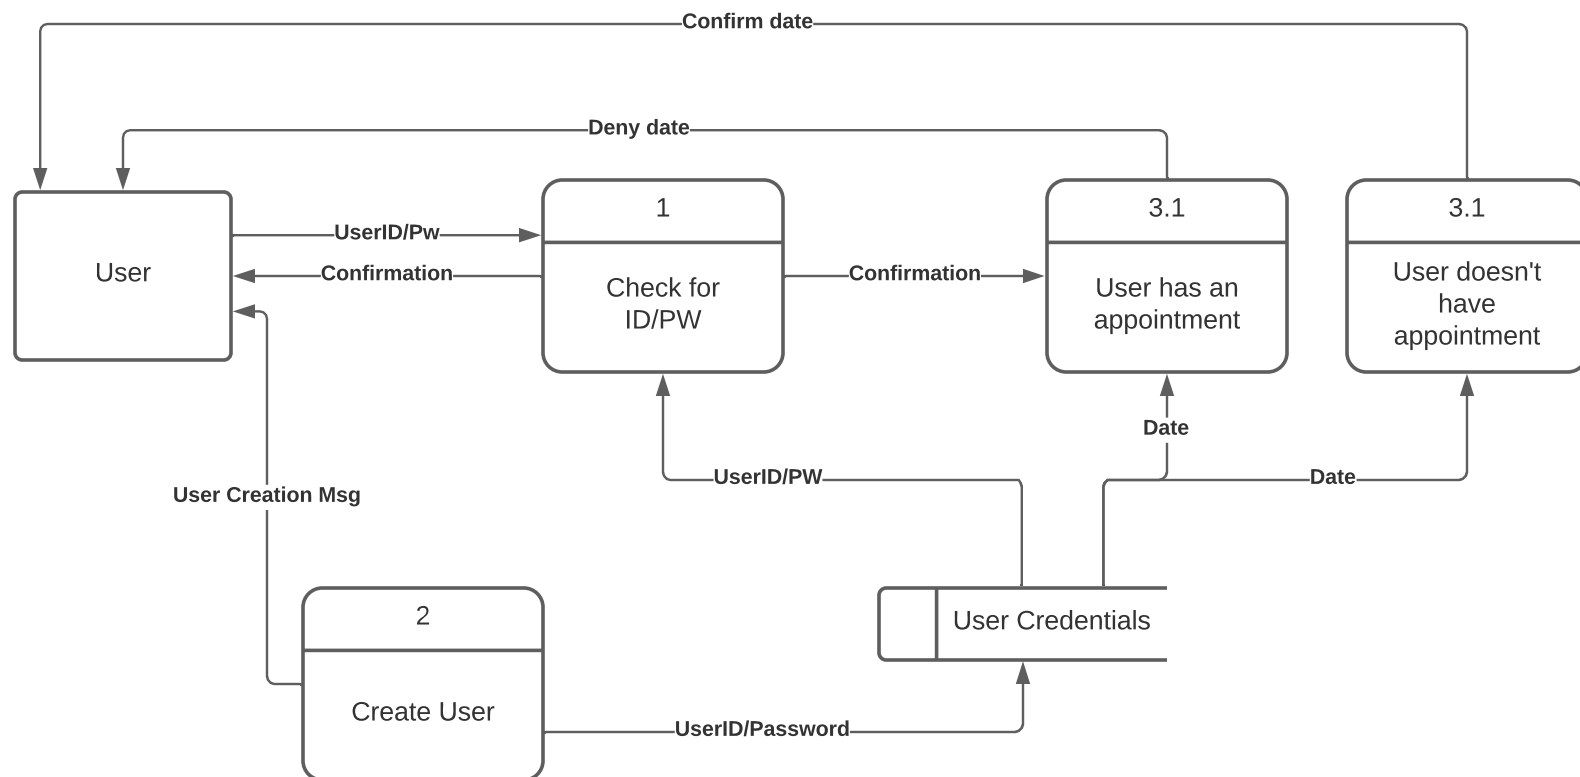 Confirm date
Deny date
1
3.1
3.1
UserID/Pw
User
Confirmation
Check for
ID/PW
Confirmation
User has an
appointment
User doesn't
have
appointment
Date
UserID/PW
Date
User Creation Msg
2
User Credentials
Create User
UserID/Password